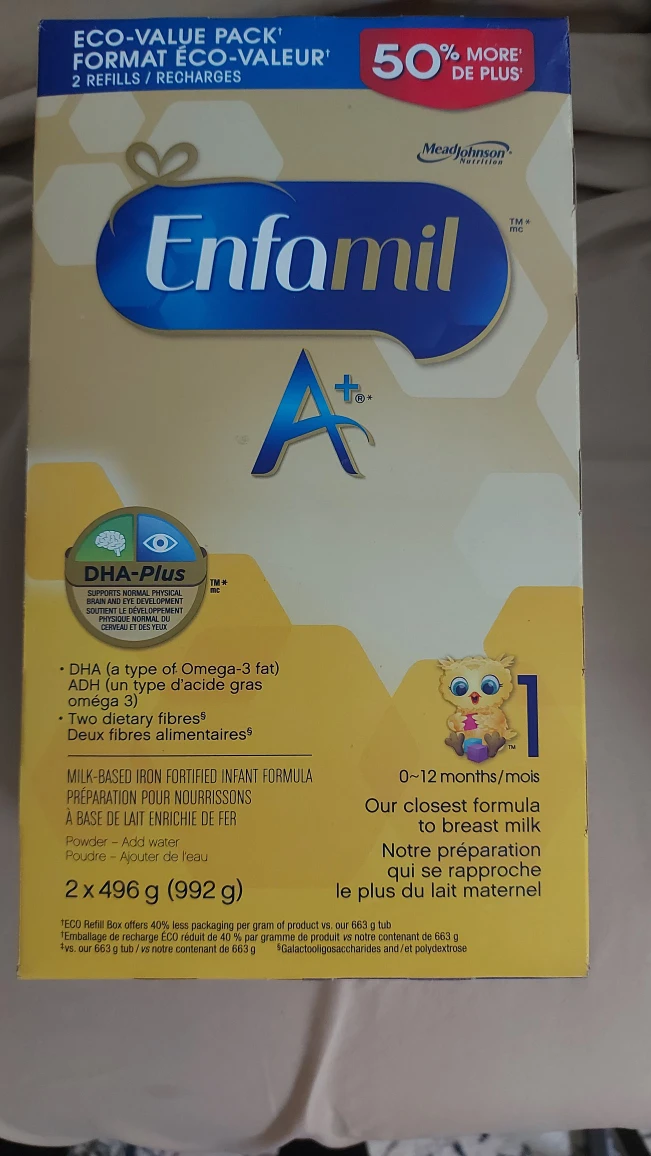 ECO-VALUE PACK†
FORMAT ÉCO-VALEUR†
2 REFILLS / RECHARGES
50% MORE‡
DE PLUS‡
MeadJohnson
Nutrition
Enfamil
TM*
mc
A+®*
DHA-Plus
TM*
mc
SUPPORTS NORMAL PHYSICAL
BRAIN AND EYE DEVELOPMENT
SOUTIENT LE DÉVELOPPEMENT
PHYSIQUE NORMAL DU
CERVEAU ET DES YEUX
• DHA (a type of Omega-3 fat)
ADH (un type d'acide gras
oméga 3)
• Two dietary fibres§
Deux fibres alimentaires§
MILK-BASED IRON FORTIFIED INFANT FORMULA
PRÉPARATION POUR NOURRISSONS
À BASE DE LAIT ENRICHIE DE FER
Powder – Add water
Poudre – Ajouter de l'eau
2 x 496 g (992 g)
TM
1
0~12 months/mois
Our closest formula
to breast milk
Notre préparation
qui se rapproche
le plus du lait maternel
†ECO Refill Box offers 40% less packaging per gram of product vs. our 663 g tub
†Emballage de recharge ÉCO réduit de 40 % par gramme de produit vs notre contenant de 663 g
‡vs. our 663 g tub / vs notre contenant de 663 g §Galactooligosaccharides and / et polydextrose